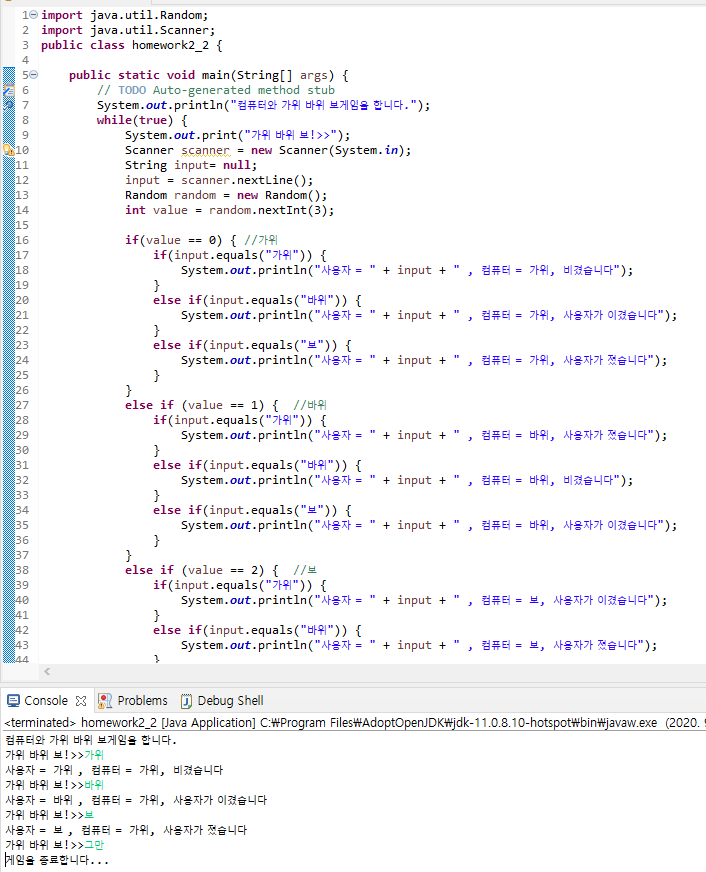 1 import java.util.Random;
2 import java.util.Scanner;
3 public class homework2_2 {
4
5 public static void main(String[] args) {
6 // TODO Auto-generated method stub
7 System.out.println("컴퓨터와 가위 바위 보게임을 합니다.");
8 while(true) {
9 System.out.print("가위 바위 보!>>");
10 Scanner scanner = new Scanner(System.in);
11 String input= null;
12 input = scanner.nextLine();
13 Random random = new Random();
14 int value = random.nextInt(3);
15
16 if(value == 0) { //가위
17 if(input.equals("가위")) {
18 System.out.println("사용자 = " + input + " , 컴퓨터 = 가위, 비겼습니다");
19 }
20 else if(input.equals("바위")) {
21 System.out.println("사용자 = " + input + " , 컴퓨터 = 가위, 사용자가 이겼습니다");
22 }
23 else if(input.equals("보")) {
24 System.out.println("사용자 = " + input + " , 컴퓨터 = 가위, 사용자가 졌습니다");
25 }
26 }
27 else if (value == 1) { //바위
28 if(input.equals("가위")) {
29 System.out.println("사용자 = " + input + " , 컴퓨터 = 바위, 사용자가 졌습니다");
30 }
31 else if(input.equals("바위")) {
32 System.out.println("사용자 = " + input + " , 컴퓨터 = 바위, 비겼습니다");
33 }
34 else if(input.equals("보")) {
35 System.out.println("사용자 = " + input + " , 컴퓨터 = 바위, 사용자가 이겼습니다");
36 }
37 }
38 else if (value == 2) { //보
39 if(input.equals("가위")) {
40 System.out.println("사용자 = " + input + " , 컴퓨터 = 보, 사용자가 이겼습니다");
41 }
42 else if(input.equals("바위")) {
43 System.out.println("사용자 = " + input + " , 컴퓨터 = 보, 사용자가 졌습니다");
44 }
Console Problems Debug Shell
<terminated> homework2_2 [Java Application] C:₩Program Files₩AdoptOpenJDK₩jdk-11.0.8.10-hotspot₩bin₩javaw.exe (2020. 9
컴퓨터와 가위 바위 보게임을 합니다.
가위 바위 보!>>가위
사용자 = 가위 , 컴퓨터 = 가위, 비겼습니다
가위 바위 보!>>바위
사용자 = 바위 , 컴퓨터 = 가위, 사용자가 이겼습니다
가위 바위 보!>>보
사용자 = 보 , 컴퓨터 = 가위, 사용자가 졌습니다
가위 바위 보!>>그만
게임을 종료합니다...